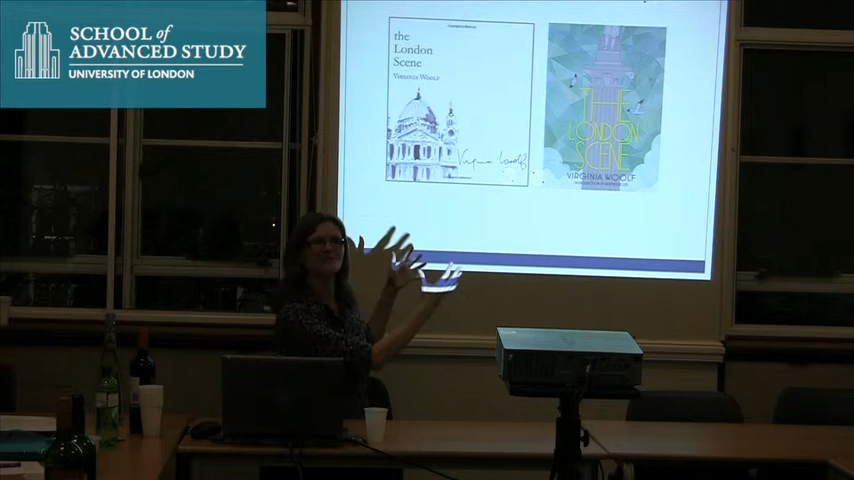 SCHOOL of
ADVANCED STUDY
UNIVERSITY OF LONDON
the
London
Scene
VIRGINIA WOOLF
Virginia Woolf
THE
LONDON
SCENE
VIRGINIA WOOLF